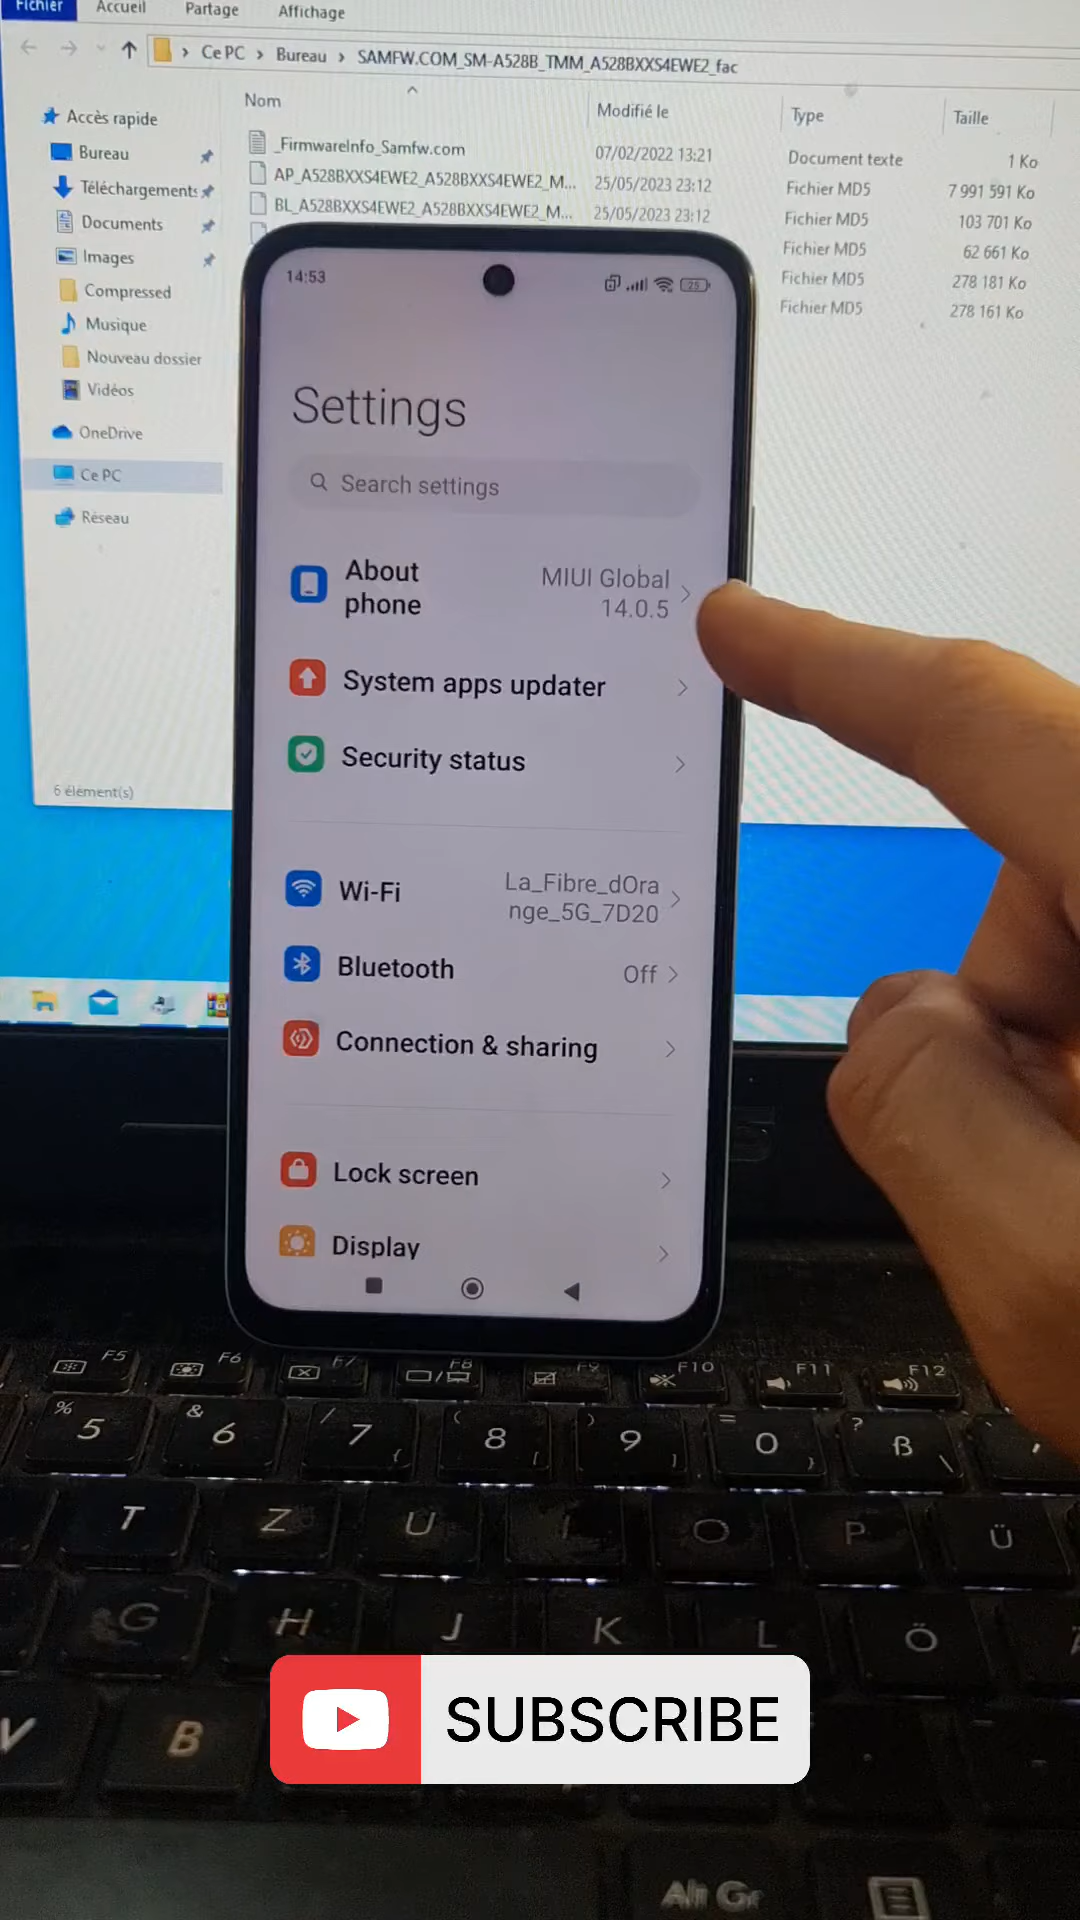 Fichier Accueil Partage Affichage
Ce PC > Bureau > SAMFW.COM_SM-A528B_TMM_A528BXXS4EWE2_fac
Nom Modifié le Type Taille
_FirmwareInfo_Samfw.com 07/02/2022 13:21 Document texte 1 Ko
AP_A528BXXS4EWE2_A528BXXS4EWE2_M... 25/05/2023 23:12 Fichier MD5 7 991 591 Ko
BL_A528BXXS4EWE2_A528BXXS4EWE2_M... 25/05/2023 23:12 Fichier MD5 103 701 Ko
Fichier MD5 62 661 Ko
Fichier MD5 278 181 Ko
Fichier MD5 278 161 Ko
Accès rapide
Bureau
Téléchargements
Documents
Images
Compressed
Musique
Nouveau dossier
Vidéos
OneDrive
Ce PC
Réseau
6 élément(s)
14:53
25
Settings
Search settings
About
phone
MIUI Global
14.0.5
System apps updater
Security status
Wi-Fi
La_Fibre_dOra
nge_5G_7D20
Bluetooth Off
Connection & sharing
Lock screen
Display
F5 F6 F7 F8 F9 F10 F11 F12
% & / ( ) = ?
5 6 7 8 9 0 ß
{ [ ] } \
T Z U O P Ü
G H J K L Ö
SUBSCRIBE
V B
Alt Gr